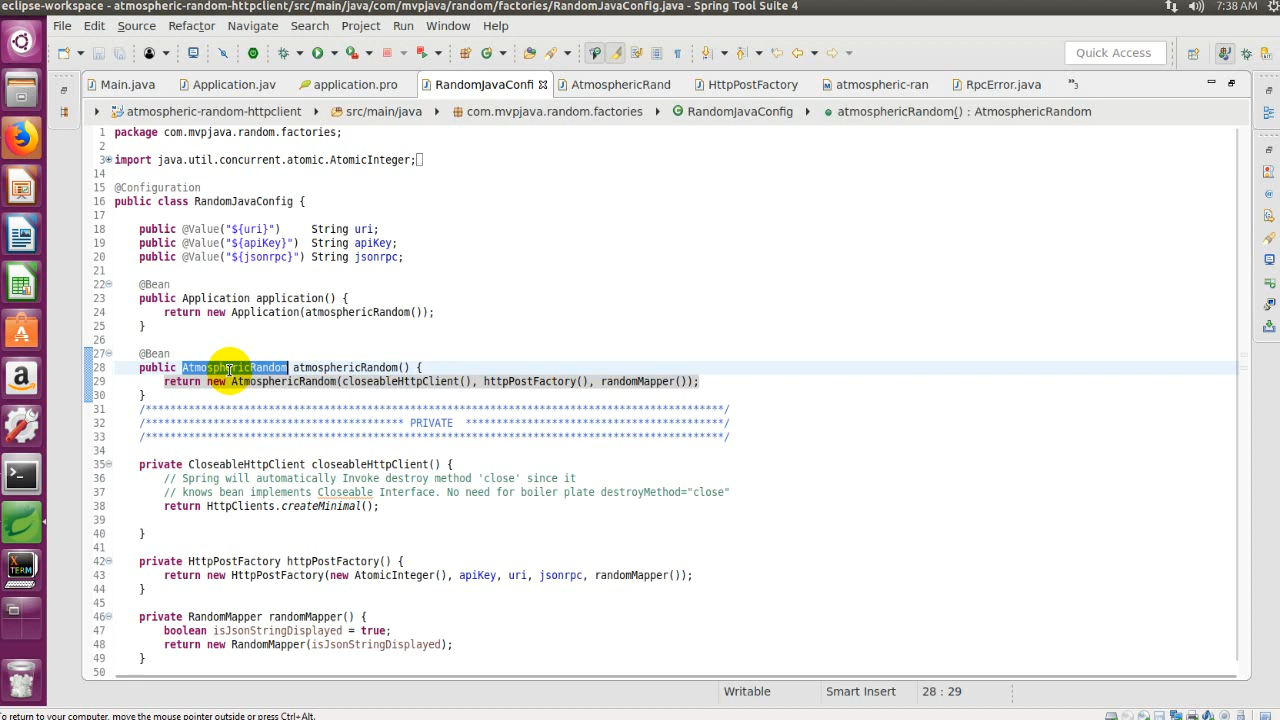 eclipse-workspace - atmospheric-random-httpclient/src/main/java/com/mvpjava/random/factories/RandomJavaConfig.java - Spring Tool Suite 4
7:38 AM
File Edit Source Refactor Navigate Search Project Run Window Help
Quick Access
Main.java Application.jav application.pro RandomJavaConfi AtmosphericRand HttpPostFactory atmospheric-ran RpcError.java »3
atmospheric-random-httpclient src/main/java com.mvpjava.random.factories RandomJavaConfig atmosphericRandom() : AtmosphericRandom
1 package com.mvpjava.random.factories;
2
3 import java.util.concurrent.atomic.AtomicInteger;
14
15 @Configuration
16 public class RandomJavaConfig {
17
18 public @Value("${uri}") String uri;
19 public @Value("${apiKey}") String apiKey;
20 public @Value("${jsonrpc}") String jsonrpc;
21
22 @Bean
23 public Application application() {
24 return new Application(atmosphericRandom());
25 }
26
27 @Bean
28 public AtmosphericRandom atmosphericRandom() {
29 return new AtmosphericRandom(closeableHttpClient(), httpPostFactory(), randomMapper());
30 }
31 /**********************************************************************************************/
32 /****************************************** PRIVATE ******************************************/
33 /**********************************************************************************************/
34
35 private CloseableHttpClient closeableHttpClient() {
36 // Spring will automatically Invoke destroy method 'close' since it
37 // knows bean implements Closeable Interface. No need for boiler plate destroyMethod="close"
38 return HttpClients.createMinimal();
39
40 }
41
42 private HttpPostFactory httpPostFactory() {
43 return new HttpPostFactory(new AtomicInteger(), apiKey, uri, jsonrpc, randomMapper());
44 }
45
46 private RandomMapper randomMapper() {
47 boolean isJsonStringDisplayed = true;
48 return new RandomMapper(isJsonStringDisplayed);
49 }
50
Writable Smart Insert 28 : 29
To return to your computer, move the mouse pointer outside or press Ctrl+Alt.